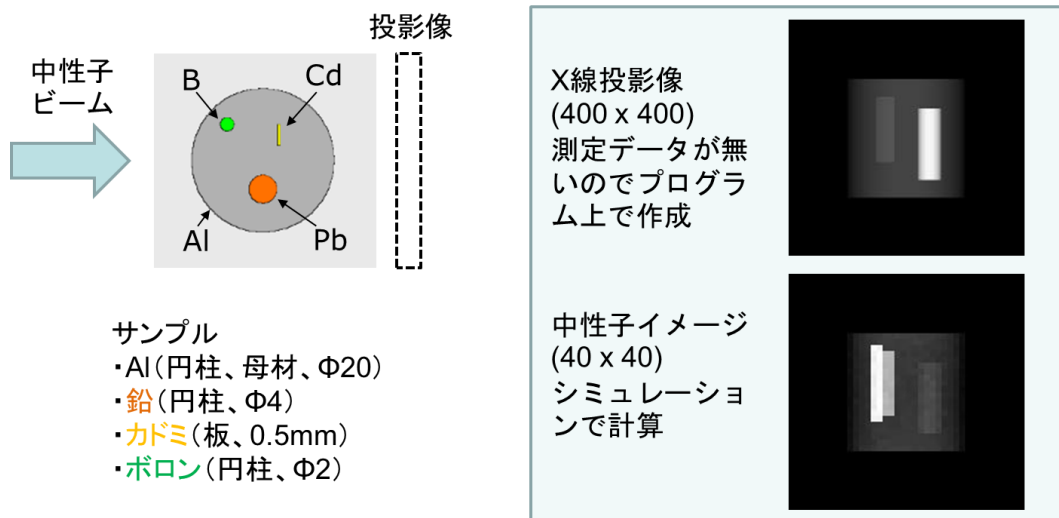 投影像
中性子
ビーム
B
Cd
Al
Pb
サンプル
・Al(円柱、母材、Φ20)
・鉛(円柱、Φ4)
・カドミ(板、0.5mm)
・ボロン(円柱、Φ2)
X線投影像
(400 x 400)
測定データが無
いのでプログラ
ム上で作成
中性子イメージ
(40 x 40)
シミュレーショ
ンで計算